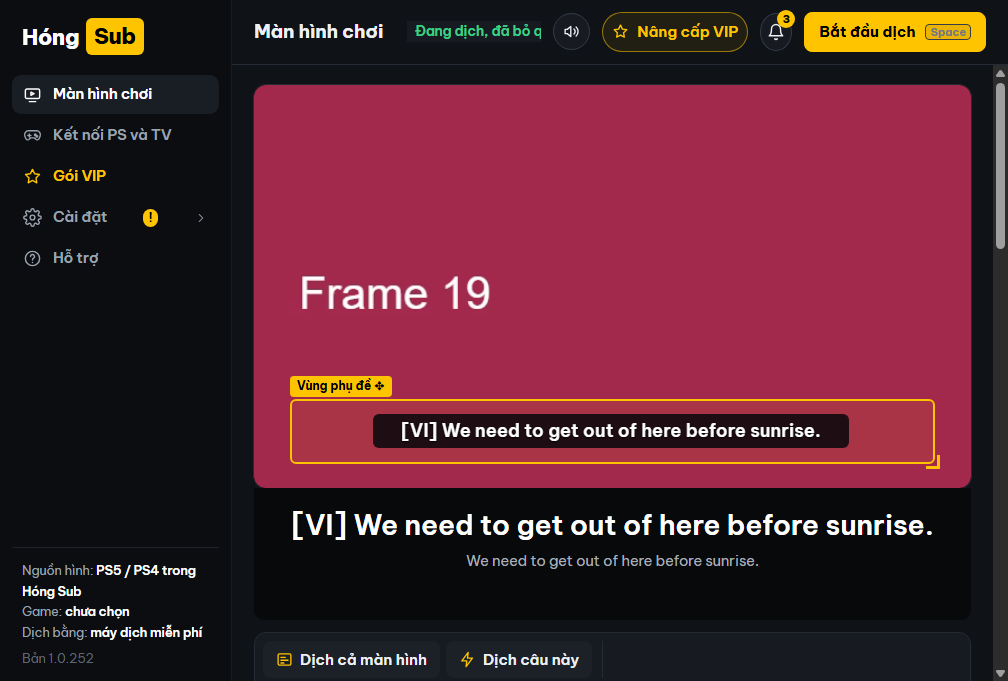 Hóng Sub
Màn hình chơi
Kết nối PS và TV
Gói VIP
Cài đặt !
Hỗ trợ
Nguồn hình: PS5 / PS4 trong
Hóng Sub
Game: chưa chọn
Dịch bằng: máy dịch miễn phí
Bản 1.0.252
Màn hình chơi
Đang dịch, đã bỏ q
Nâng cấp VIP
3
Bắt đầu dịch Space
Frame 19
Vùng phụ đề
[VI] We need to get out of here before sunrise.
[VI] We need to get out of here before sunrise.
We need to get out of here before sunrise.
Dịch cả màn hình
Dịch câu này